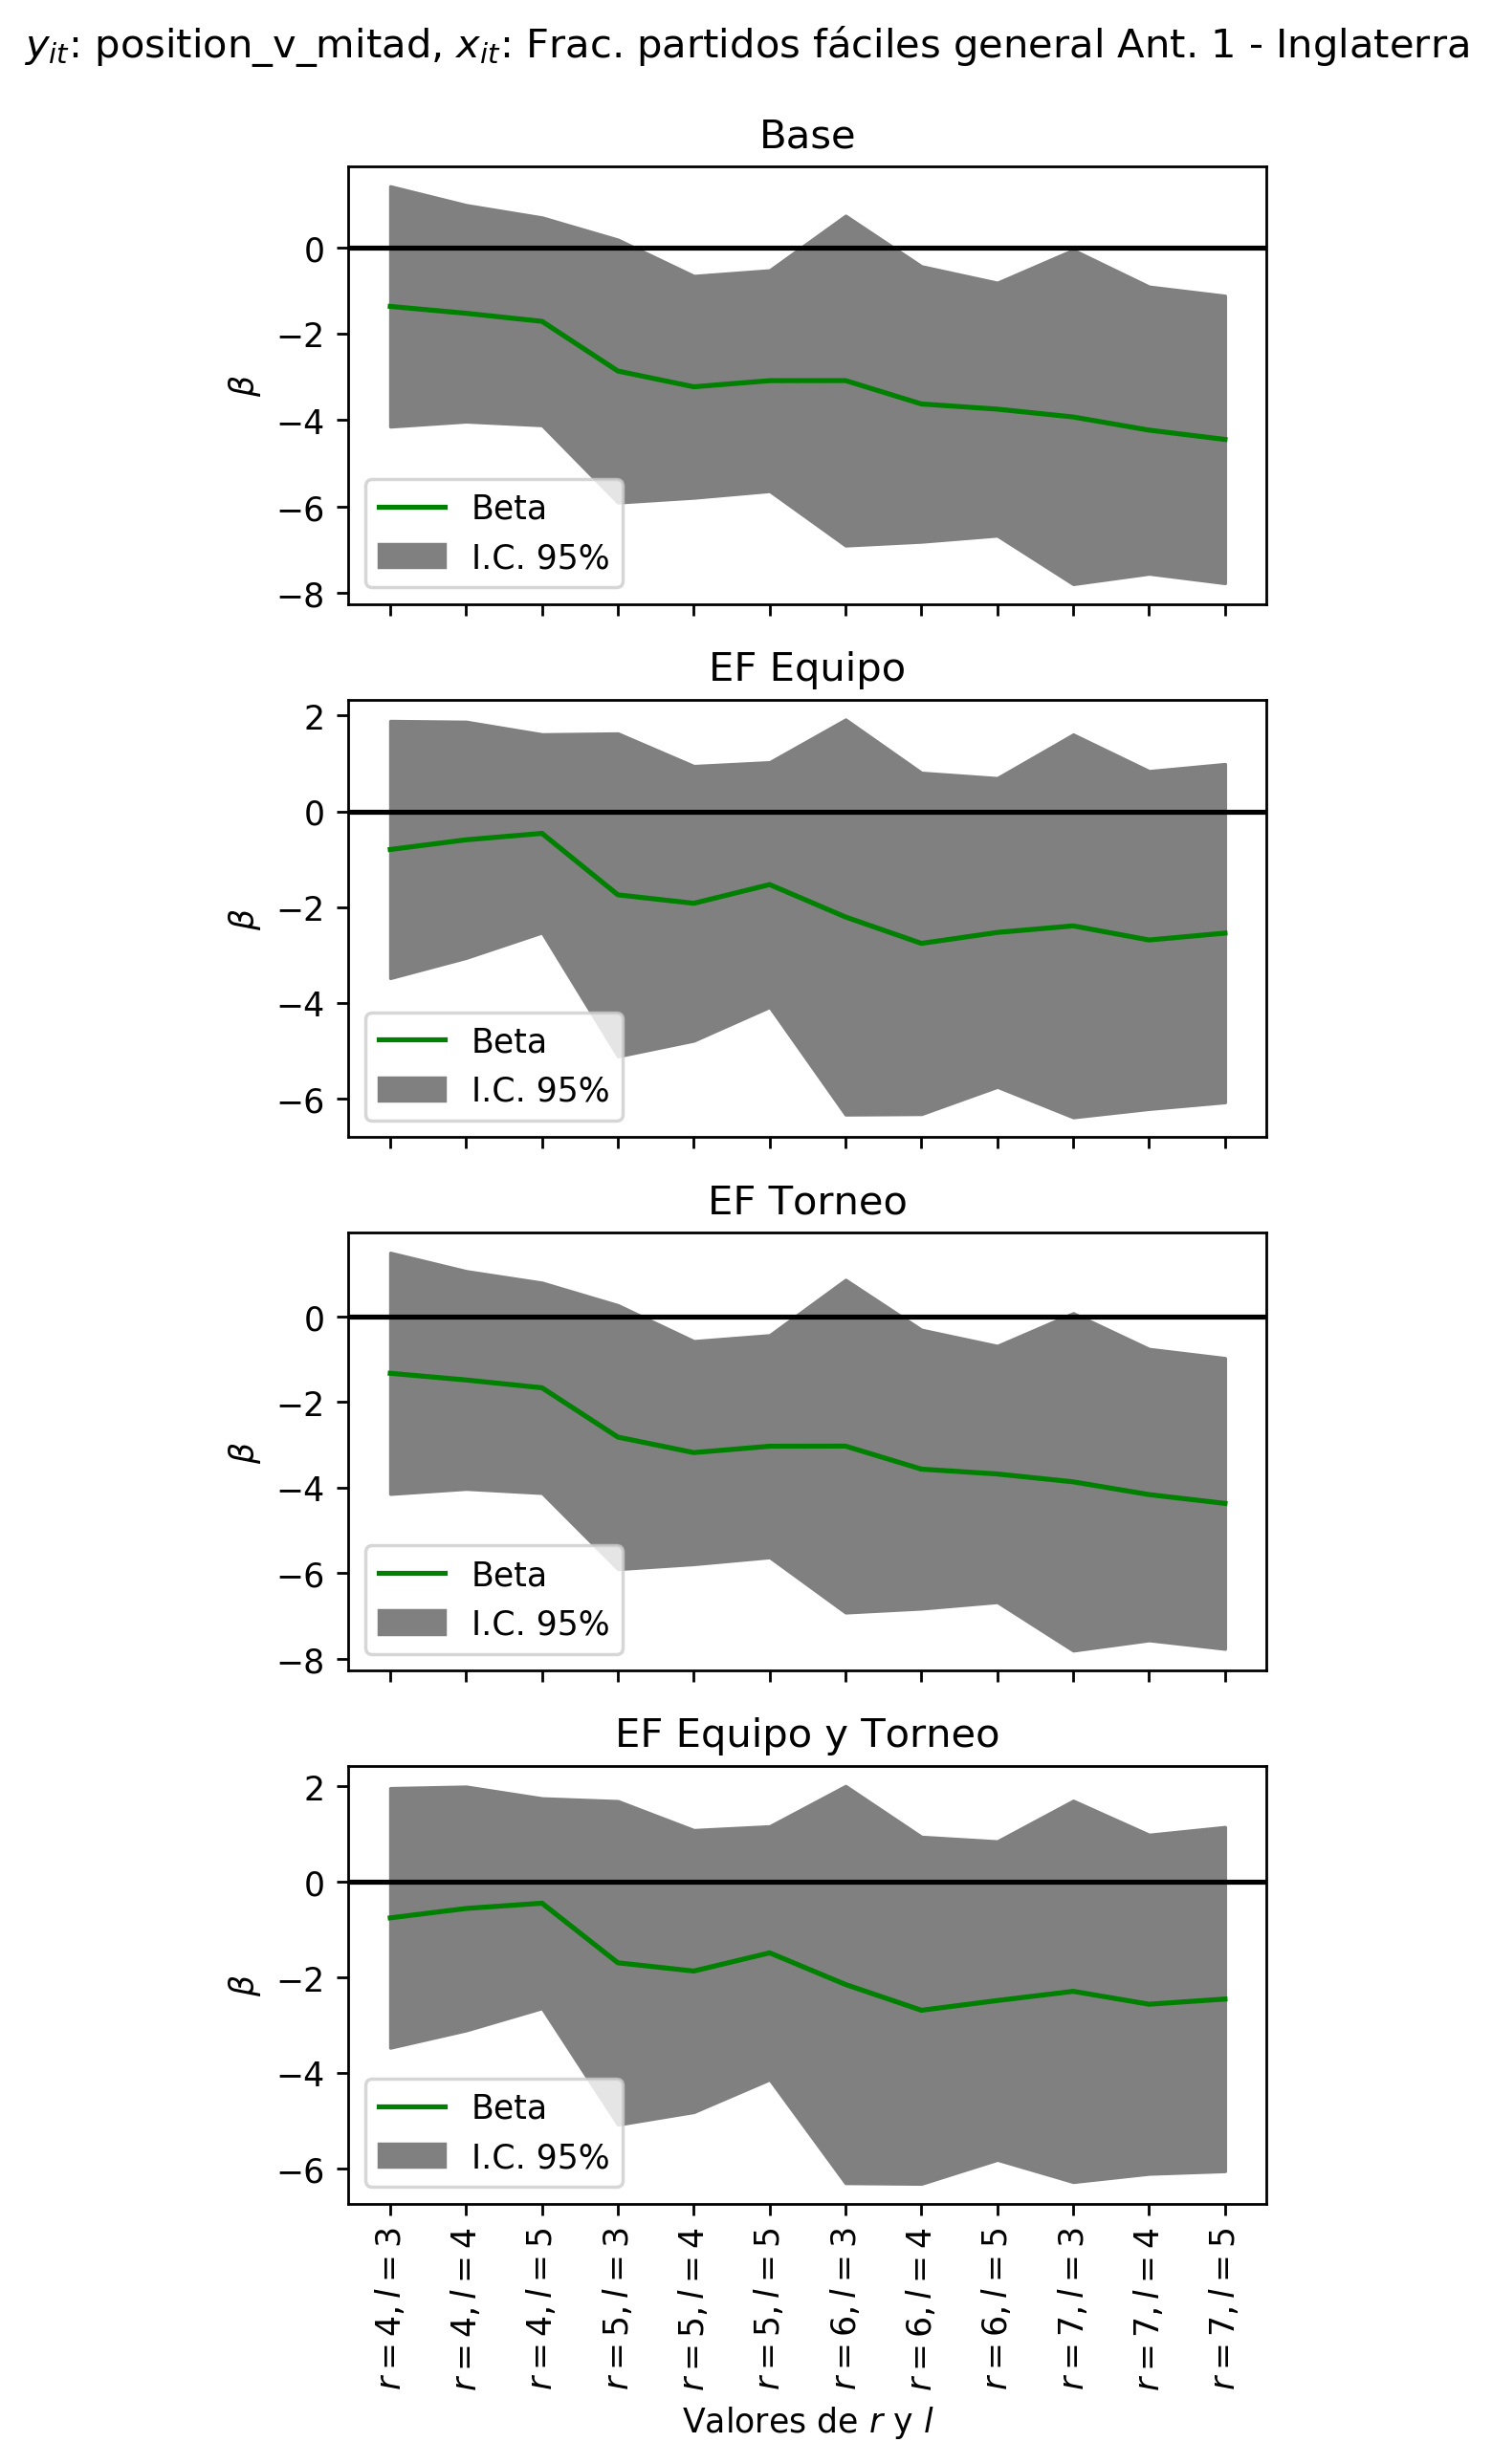 y_it: position_v_mitad, x_it: Frac. partidos fáciles general Ant. 1 - Inglaterra
Base
0
−2
−4
−6
−8
β
Beta
I.C. 95%
EF Equipo
2
0
−2
−4
−6
β
Beta
I.C. 95%
EF Torneo
0
−2
−4
−6
−8
β
Beta
I.C. 95%
EF Equipo y Torneo
2
0
−2
−4
−6
β
Beta
I.C. 95%
r = 4, l = 3
r = 4, l = 4
r = 4, l = 5
r = 5, l = 3
r = 5, l = 4
r = 5, l = 5
r = 6, l = 3
r = 6, l = 4
r = 6, l = 5
r = 7, l = 3
r = 7, l = 4
r = 7, l = 5
Valores de r y l